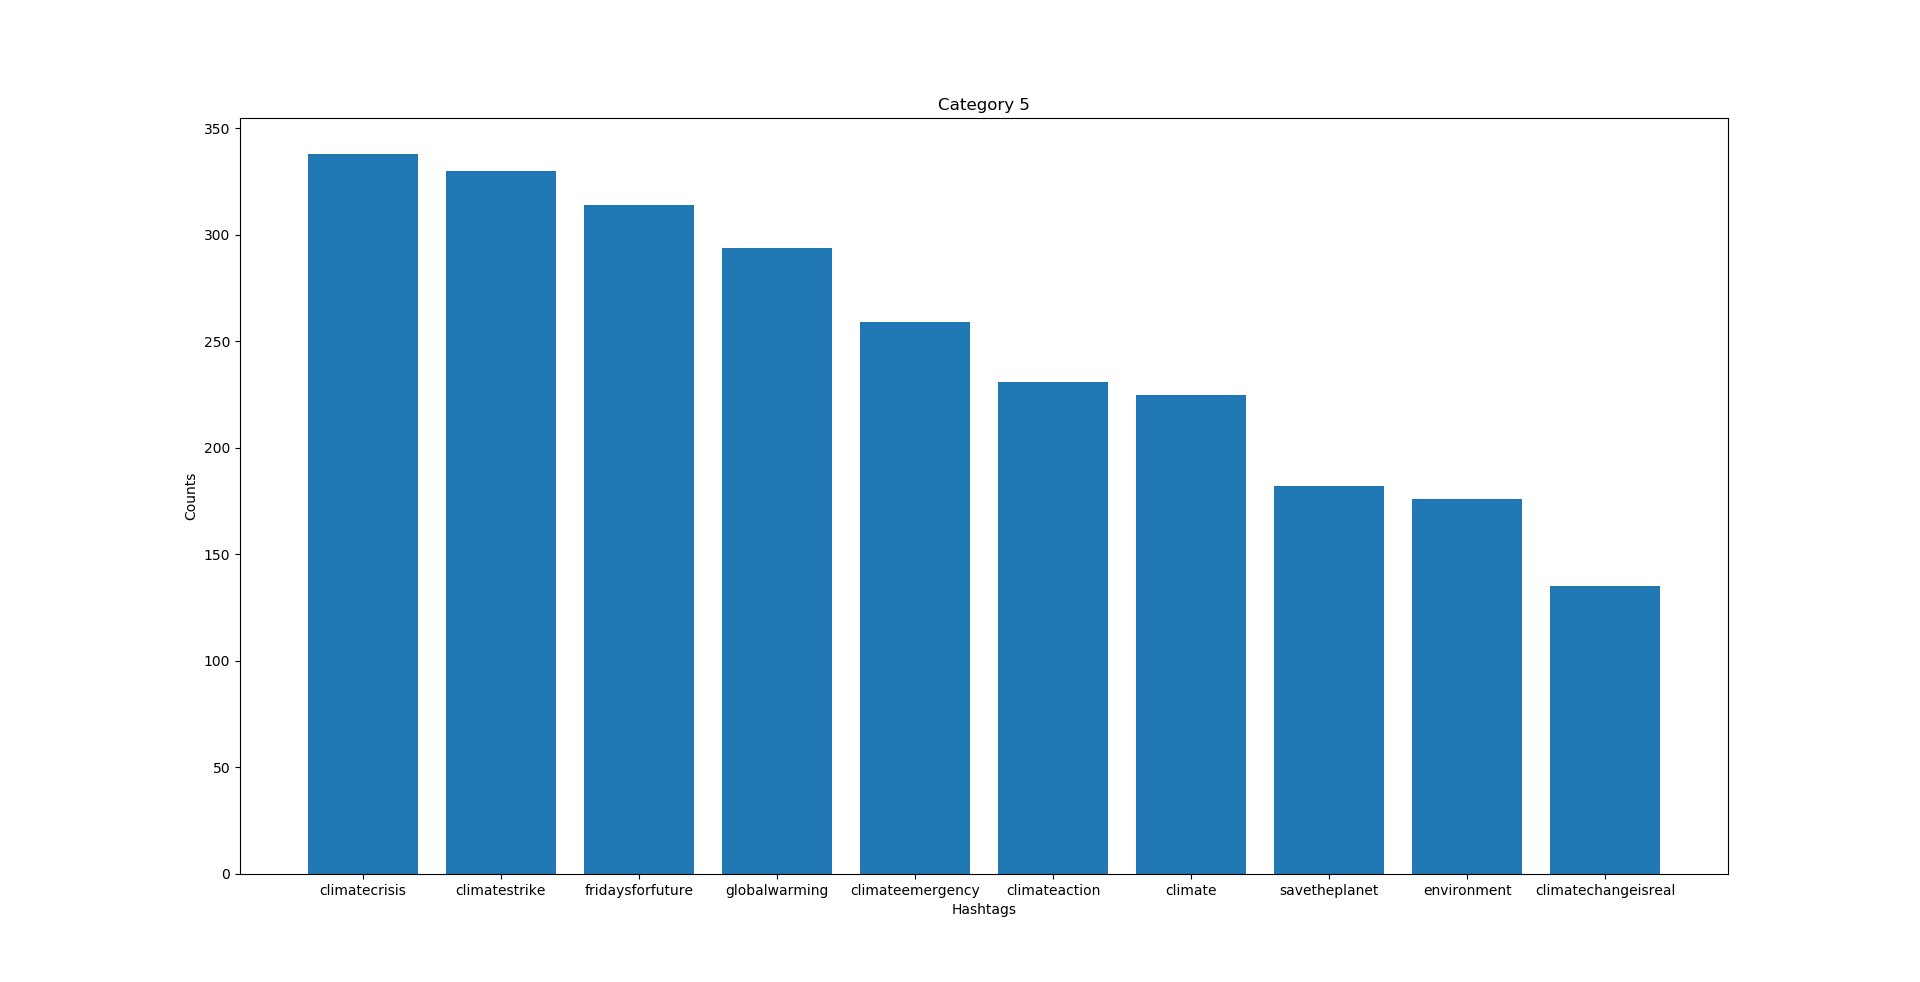 Category 5
350
300
250
200
150
100
50
0
Counts
climatecrisis climatestrike fridaysforfuture globalwarming climateemergency climateaction climate savetheplanet environment climatechangeisreal
Hashtags